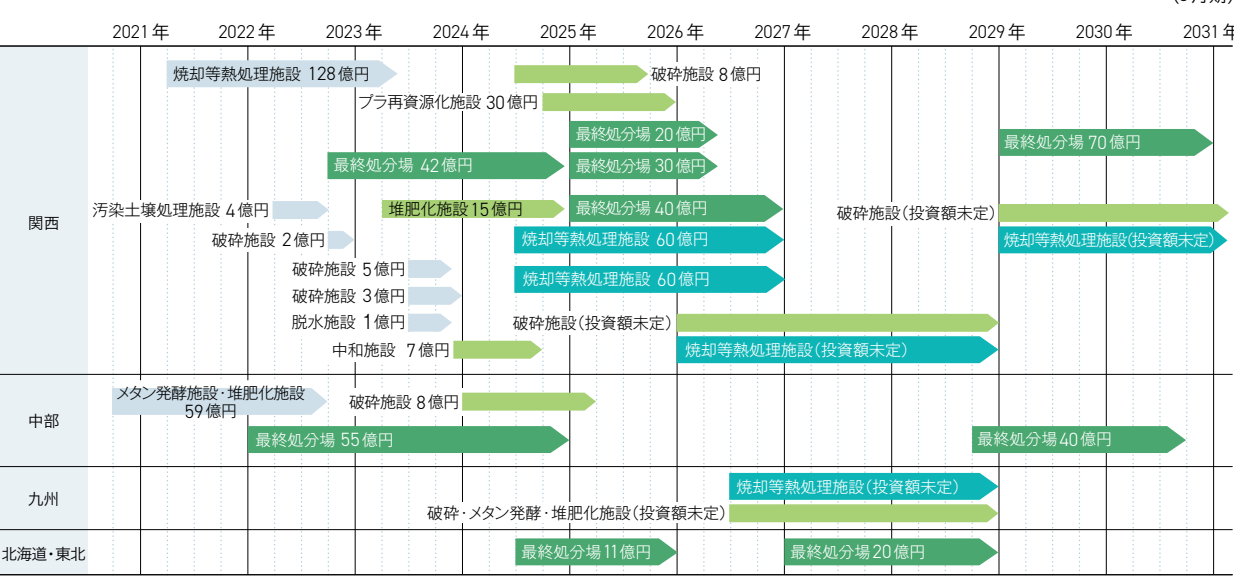 2021年 2022年 2023年 2024年 2025年 2026年 2027年 2028年 2029年 2030年 2031年
関西
焼却等熱処理施設 128億円
破砕施設 8億円
プラ再資源化施設 30億円
最終処分場 20億円
最終処分場 70億円
最終処分場 42億円
最終処分場 30億円
汚染土壌処理施設 4億円
堆肥化施設 15億円
最終処分場 40億円
破砕施設(投資額未定)
破砕施設 2億円
焼却等熱処理施設 60億円
焼却等熱処理施設(投資額未定)
破砕施設 5億円
焼却等熱処理施設 60億円
破砕施設 3億円
脱水施設 1億円
破砕施設(投資額未定)
中和施設 7億円
焼却等熱処理施設(投資額未定)
中部
メタン発酵施設・堆肥化施設
59億円
破砕施設 8億円
最終処分場 55億円
最終処分場 40億円
九州
焼却等熱処理施設(投資額未定)
破砕・メタン発酵・堆肥化施設(投資額未定)
北海道・東北
最終処分場 11億円
最終処分場 20億円